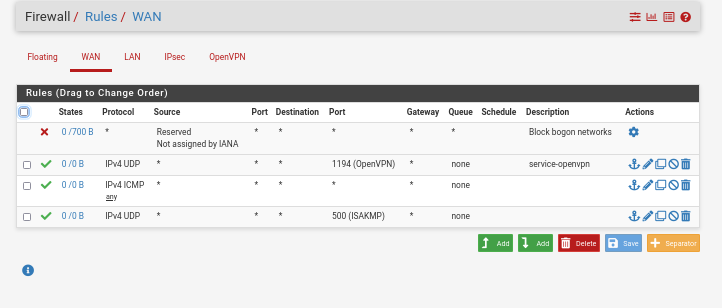 Firewall / Rules / WAN
Floating WAN LAN IPsec OpenVPN
Rules (Drag to Change Order)
States Protocol Source Port Destination Port Gateway Queue Schedule Description Actions
0 /700 B * Reserved * * * * * Block bogon networks
Not assigned by IANA
0 /0 B IPv4 UDP * * * 1194 (OpenVPN) * none service-openvpn
0 /0 B IPv4 ICMP * * * * * none
any
0 /0 B IPv4 UDP * * * 500 (ISAKMP) * none
Add Add Delete Save Separator